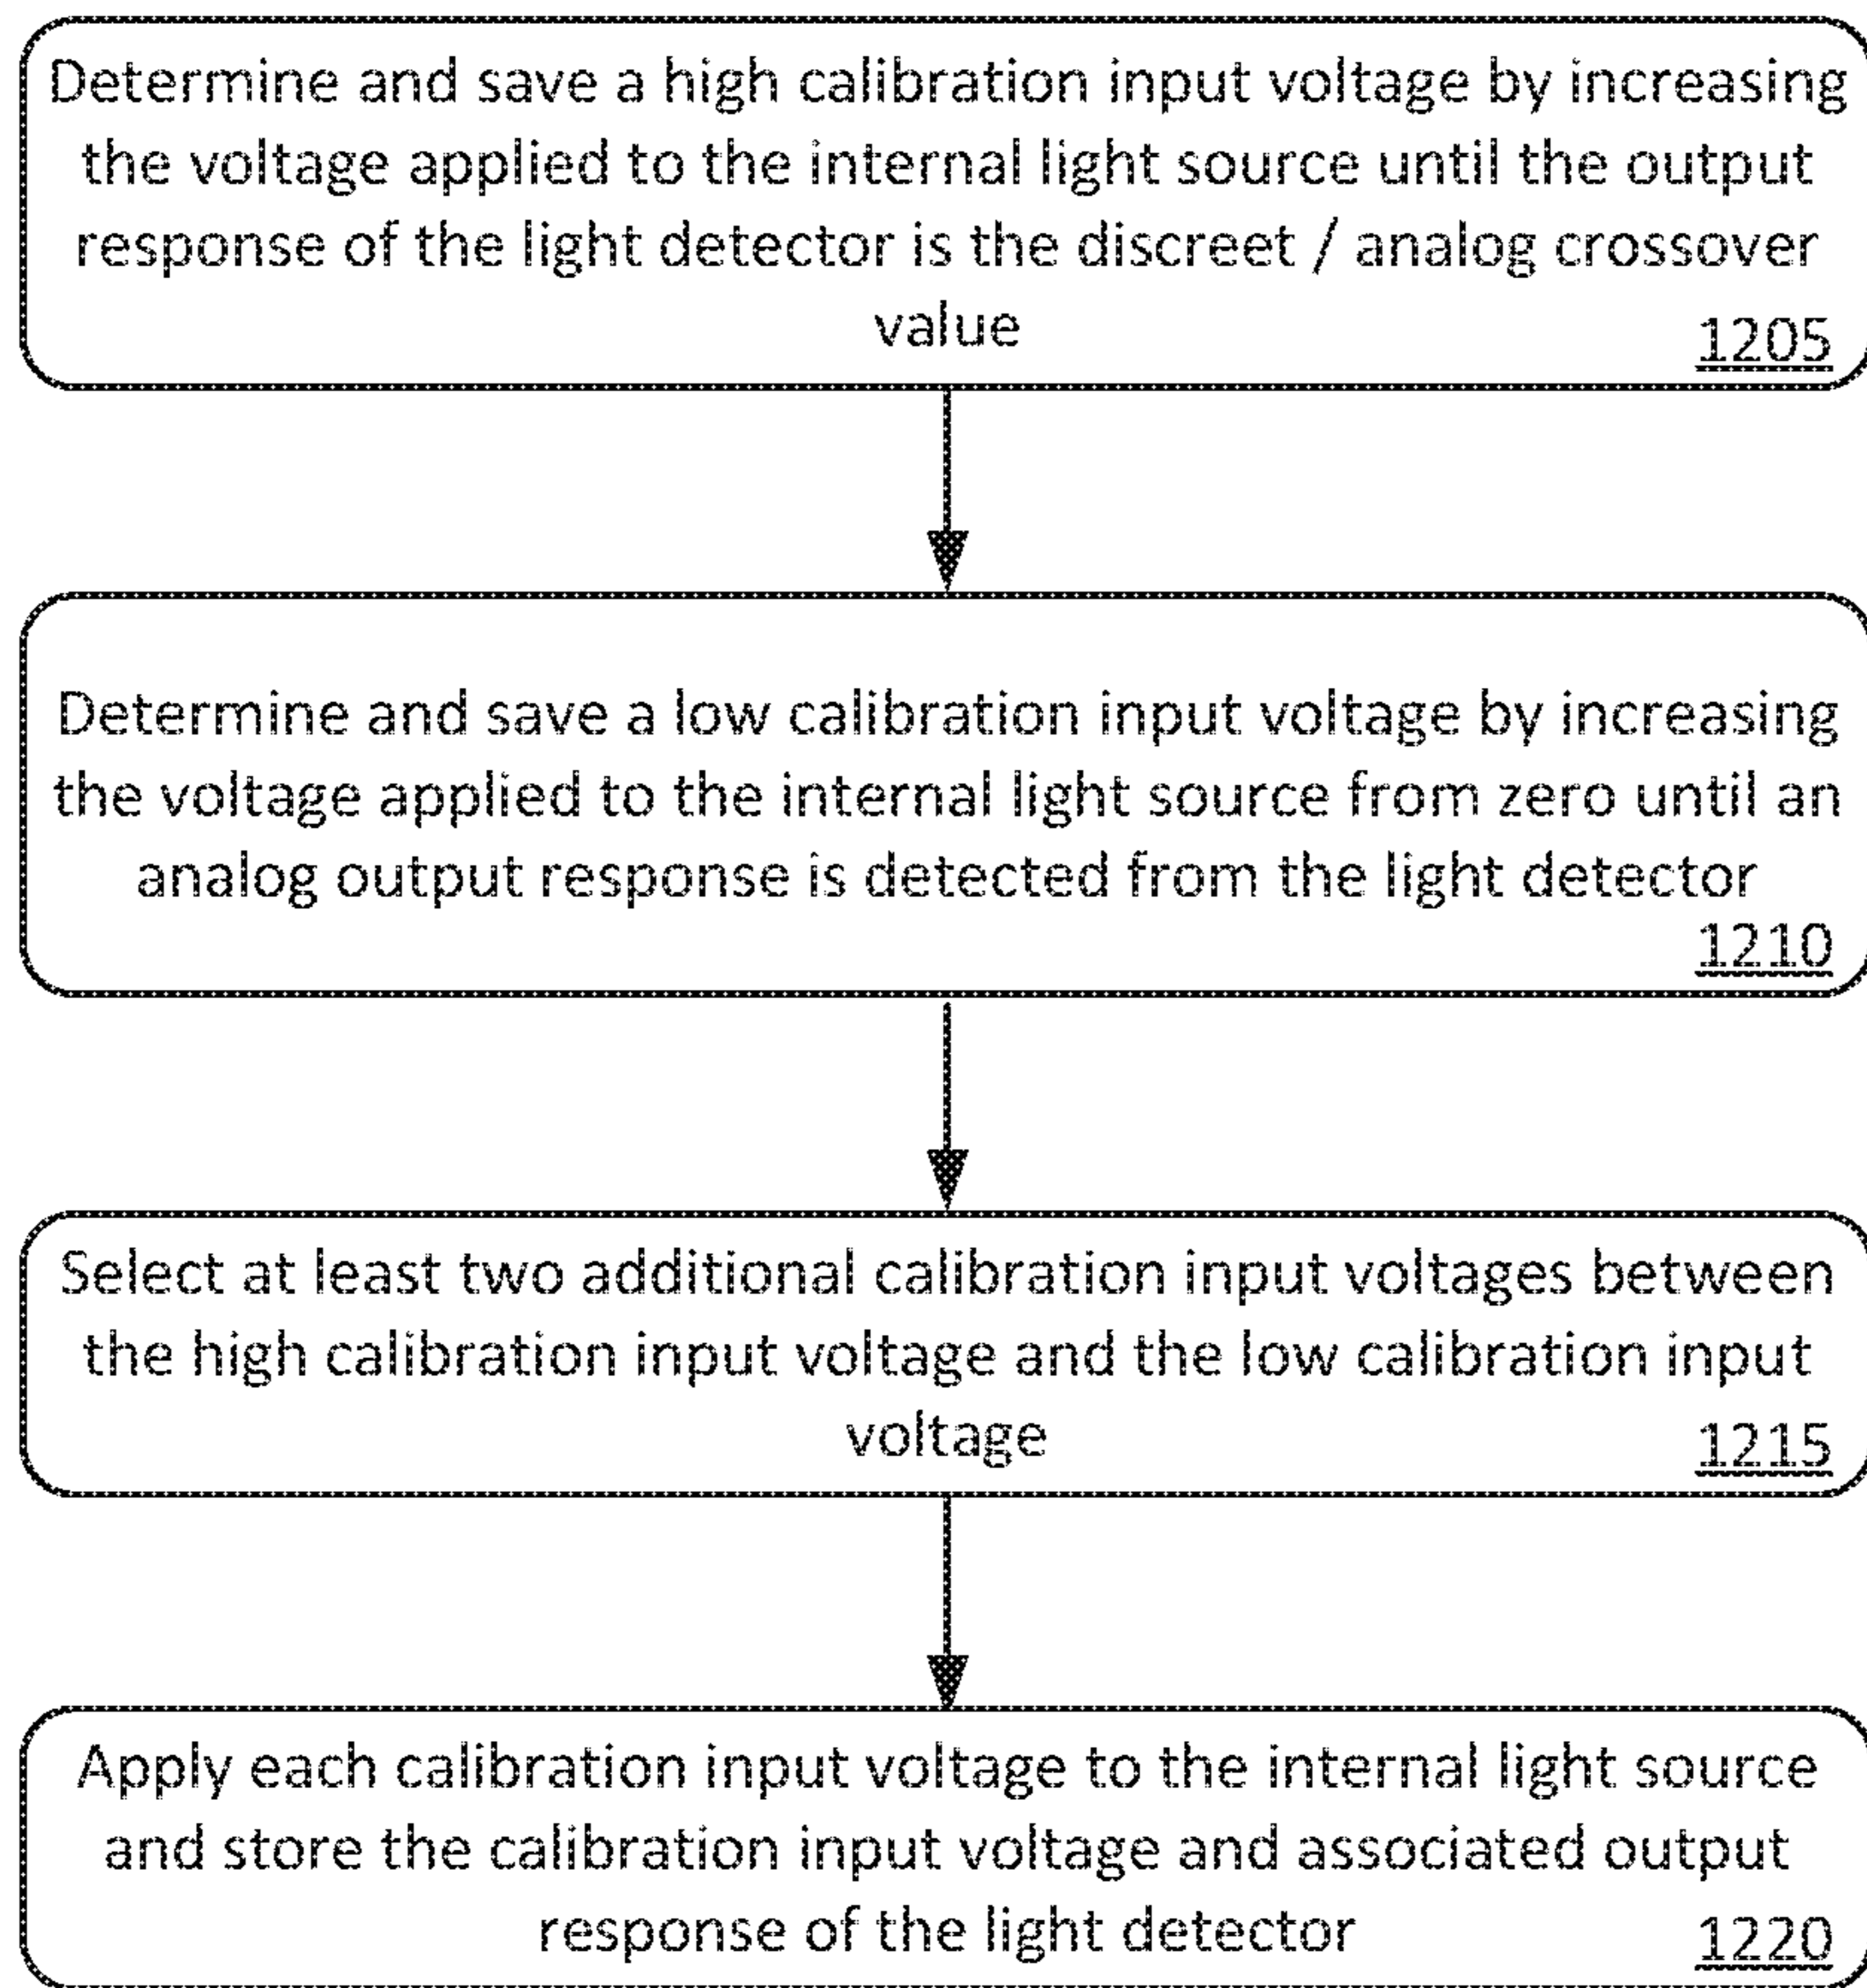 Determine and save a high calibration input voltage by increasing
the voltage applied to the internal light source until the output
response of the light detector is the discreet / analog crossover
value
1205
Determine and save a low calibration input voltage by increasing
the voltage applied to the internal light source from zero until an
analog output response is detected from the light detector
1210
Select at least two additional calibration input voltages between
the high calibration input voltage and the low calibration input
voltage
1215
Apply each calibration input voltage to the internal light source
and store the calibration input voltage and associated output
response of the light detector
1220